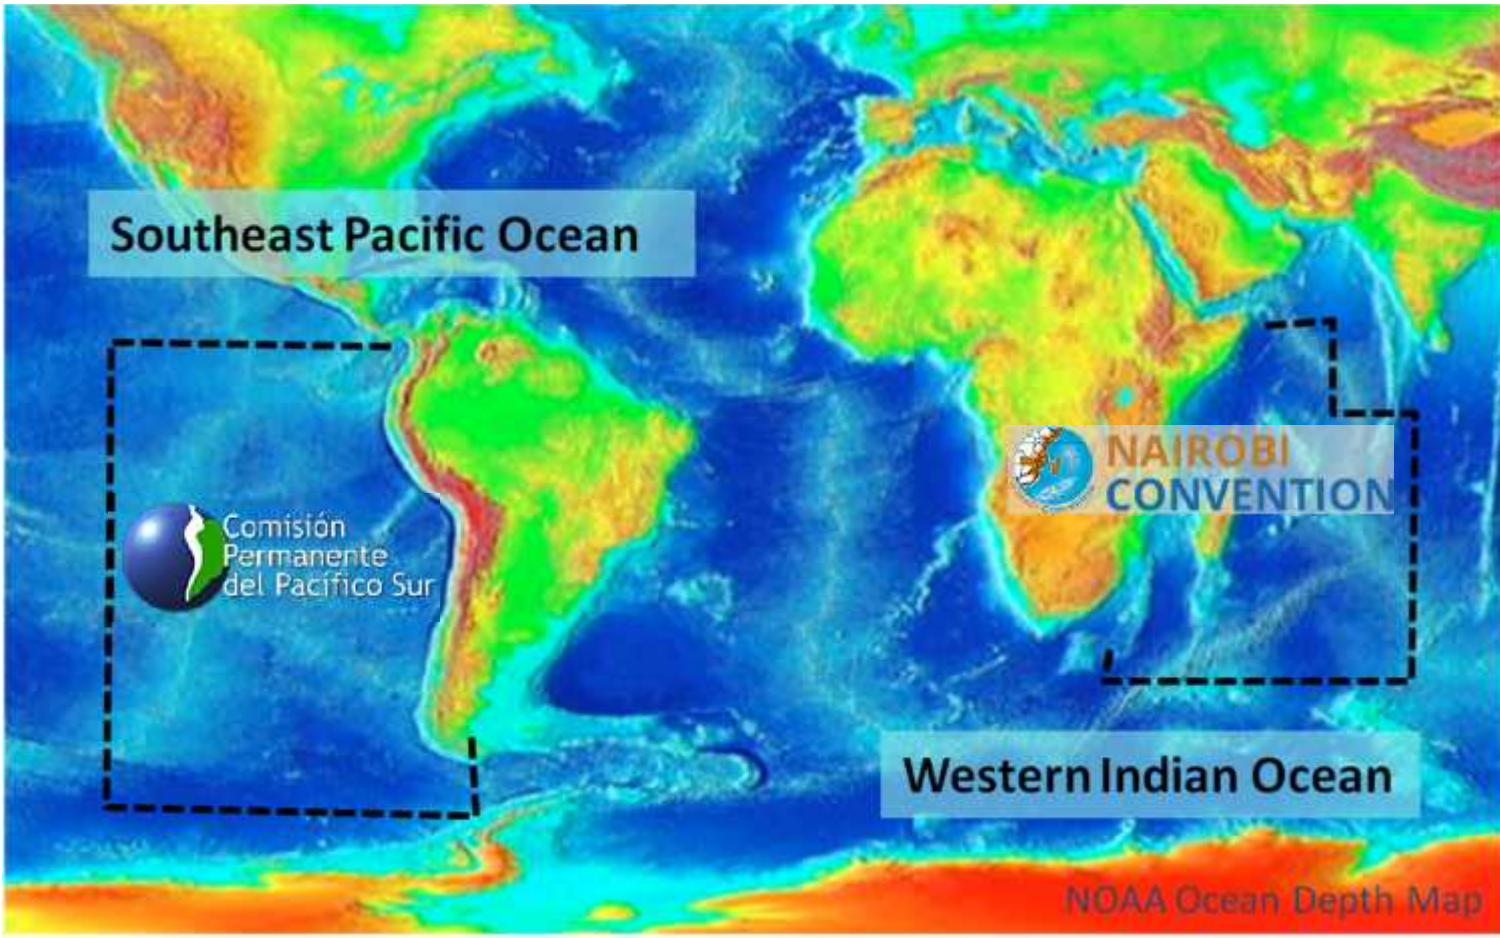 Southeast Pacific Ocean
NAIROBI
CONVENTION
Comisión
Permanente
del Pacífico Sur
Western Indian Ocean
NOAA Ocean Depth Map